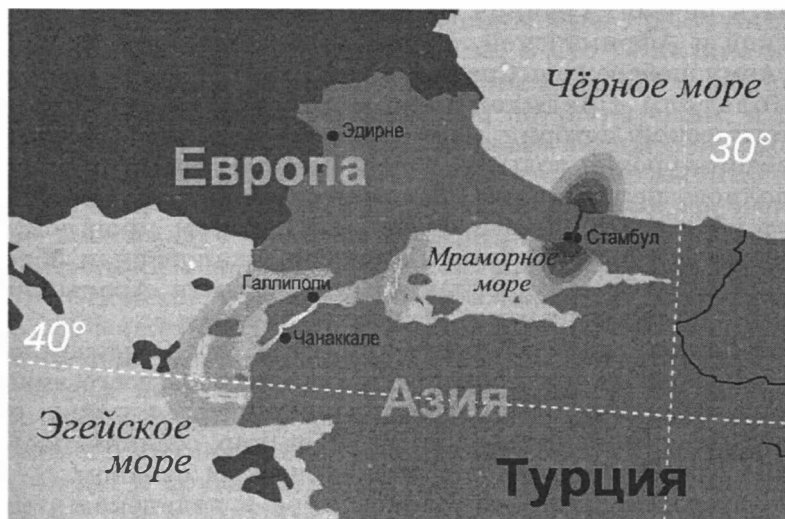 Чёрное море
30°
Эдирне
Европа
Стамбул
Мраморное
море
Галлиполи
40°
Чанаккале
Азия
Эгейское
море
Турция